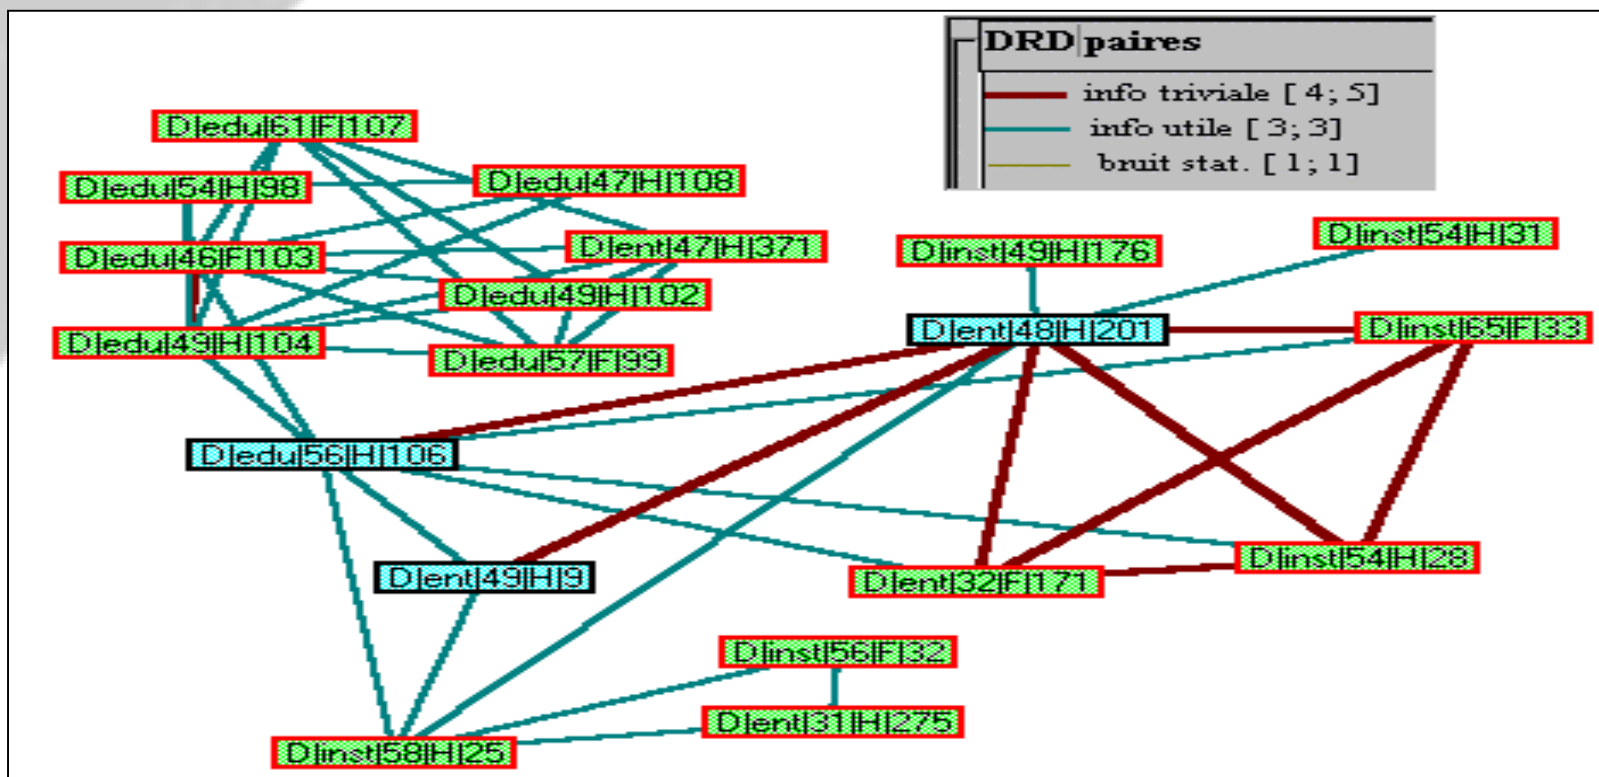 DRD paires
info triviale [ 4; 5]
info utile [ 3; 3]
bruit stat. [ 1; 1]
D|edu|61|F|107
D|edu|54|H|98
D|edu|47|H|108
D|edu|46|F|103
D|ent|47|H|371
D|edu|49|H|102
D|edu|49|H|104
D|edu|57|F|99
D|inst|49|H|176
D|inst|54|H|31
D|ent|48|H|201
D|inst|65|F|33
D|edu|56|H|106
D|ent|49|H|9
D|ent|32|F|171
D|inst|54|H|28
D|inst|56|F|32
D|ent|31|H|275
D|inst|58|H|25